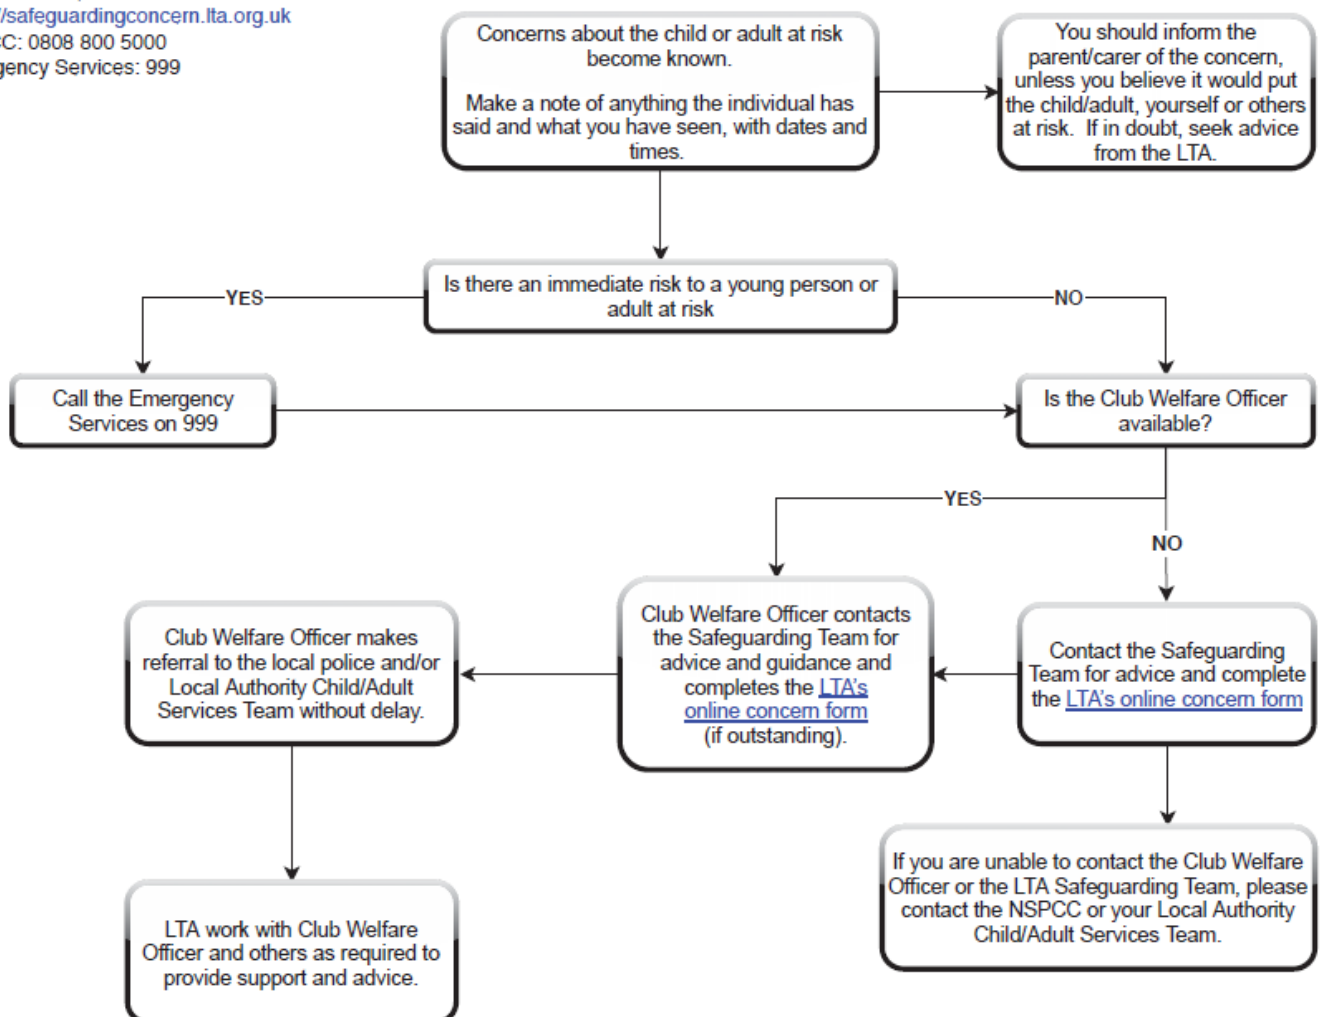 //safeguardingconcern.lta.org.uk
CC: 0808 800 5000
gency Services: 999
Concerns about the child or adult at risk
become known.
Make a note of anything the individual has
said and what you have seen, with dates and
times.
You should inform the
parent/carer of the concern,
unless you believe it would put
the child/adult, yourself or others
at risk. If in doubt, seek advice
from the LTA.
Is there an immediate risk to a young person or
adult at risk
YES
NO
Call the Emergency
Services on 999
Is the Club Welfare Officer
available?
YES
NO
Club Welfare Officer makes
referral to the local police and/or
Local Authority Child/Adult
Services Team without delay.
Club Welfare Officer contacts
the Safeguarding Team for
advice and guidance and
completes the LTA's
online concern form
(if outstanding).
Contact the Safeguarding
Team for advice and complete
the LTA's online concern form
LTA work with Club Welfare
Officer and others as required to
provide support and advice.
If you are unable to contact the Club Welfare
Officer or the LTA Safeguarding Team, please
contact the NSPCC or your Local Authority
Child/Adult Services Team.